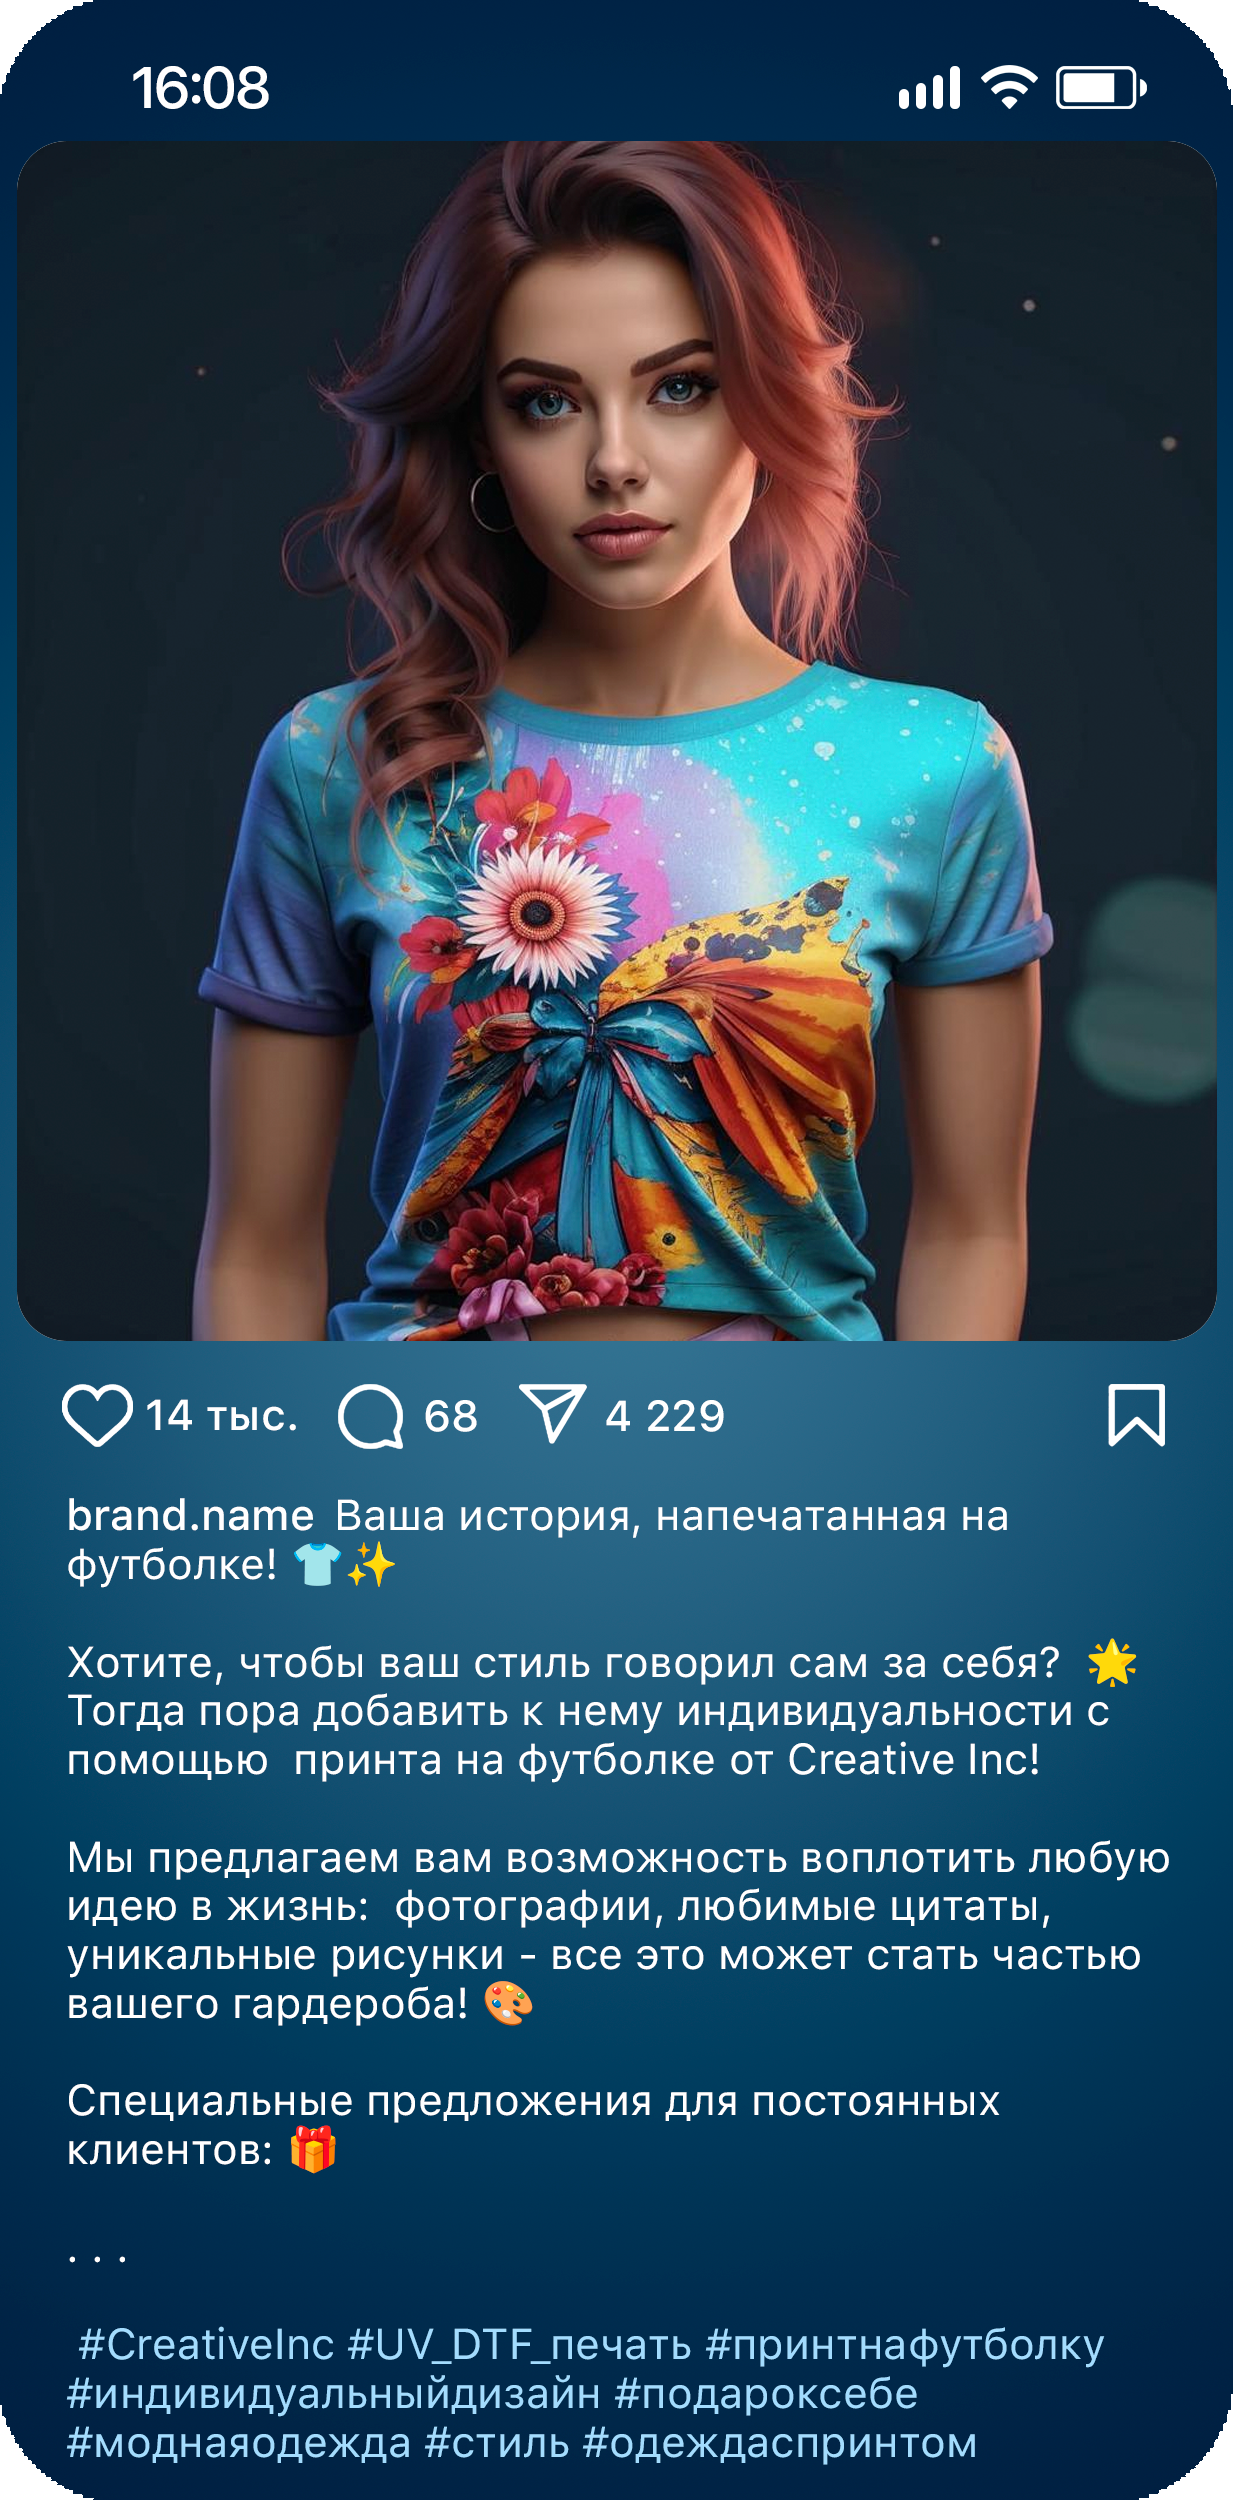 16:08
14 тыс. 68 4 229
brand.name Ваша история, напечатанная на
футболке! 👕✨
Хотите, чтобы ваш стиль говорил сам за себя? 🌟
Тогда пора добавить к нему индивидуальности с
помощью принта на футболке от Creative Inc!
Мы предлагаем вам возможность воплотить любую
идею в жизнь: фотографии, любимые цитаты,
уникальные рисунки - все это может стать частью
вашего гардероба! 🎨
Специальные предложения для постоянных
клиентов: 🎁
. . .
#CreativeInc #UV_DTF_печать #принтнафутболку
#индивидуальныйдизайн #подароксебе
#моднаяодежда #стиль #одеждаспринтом